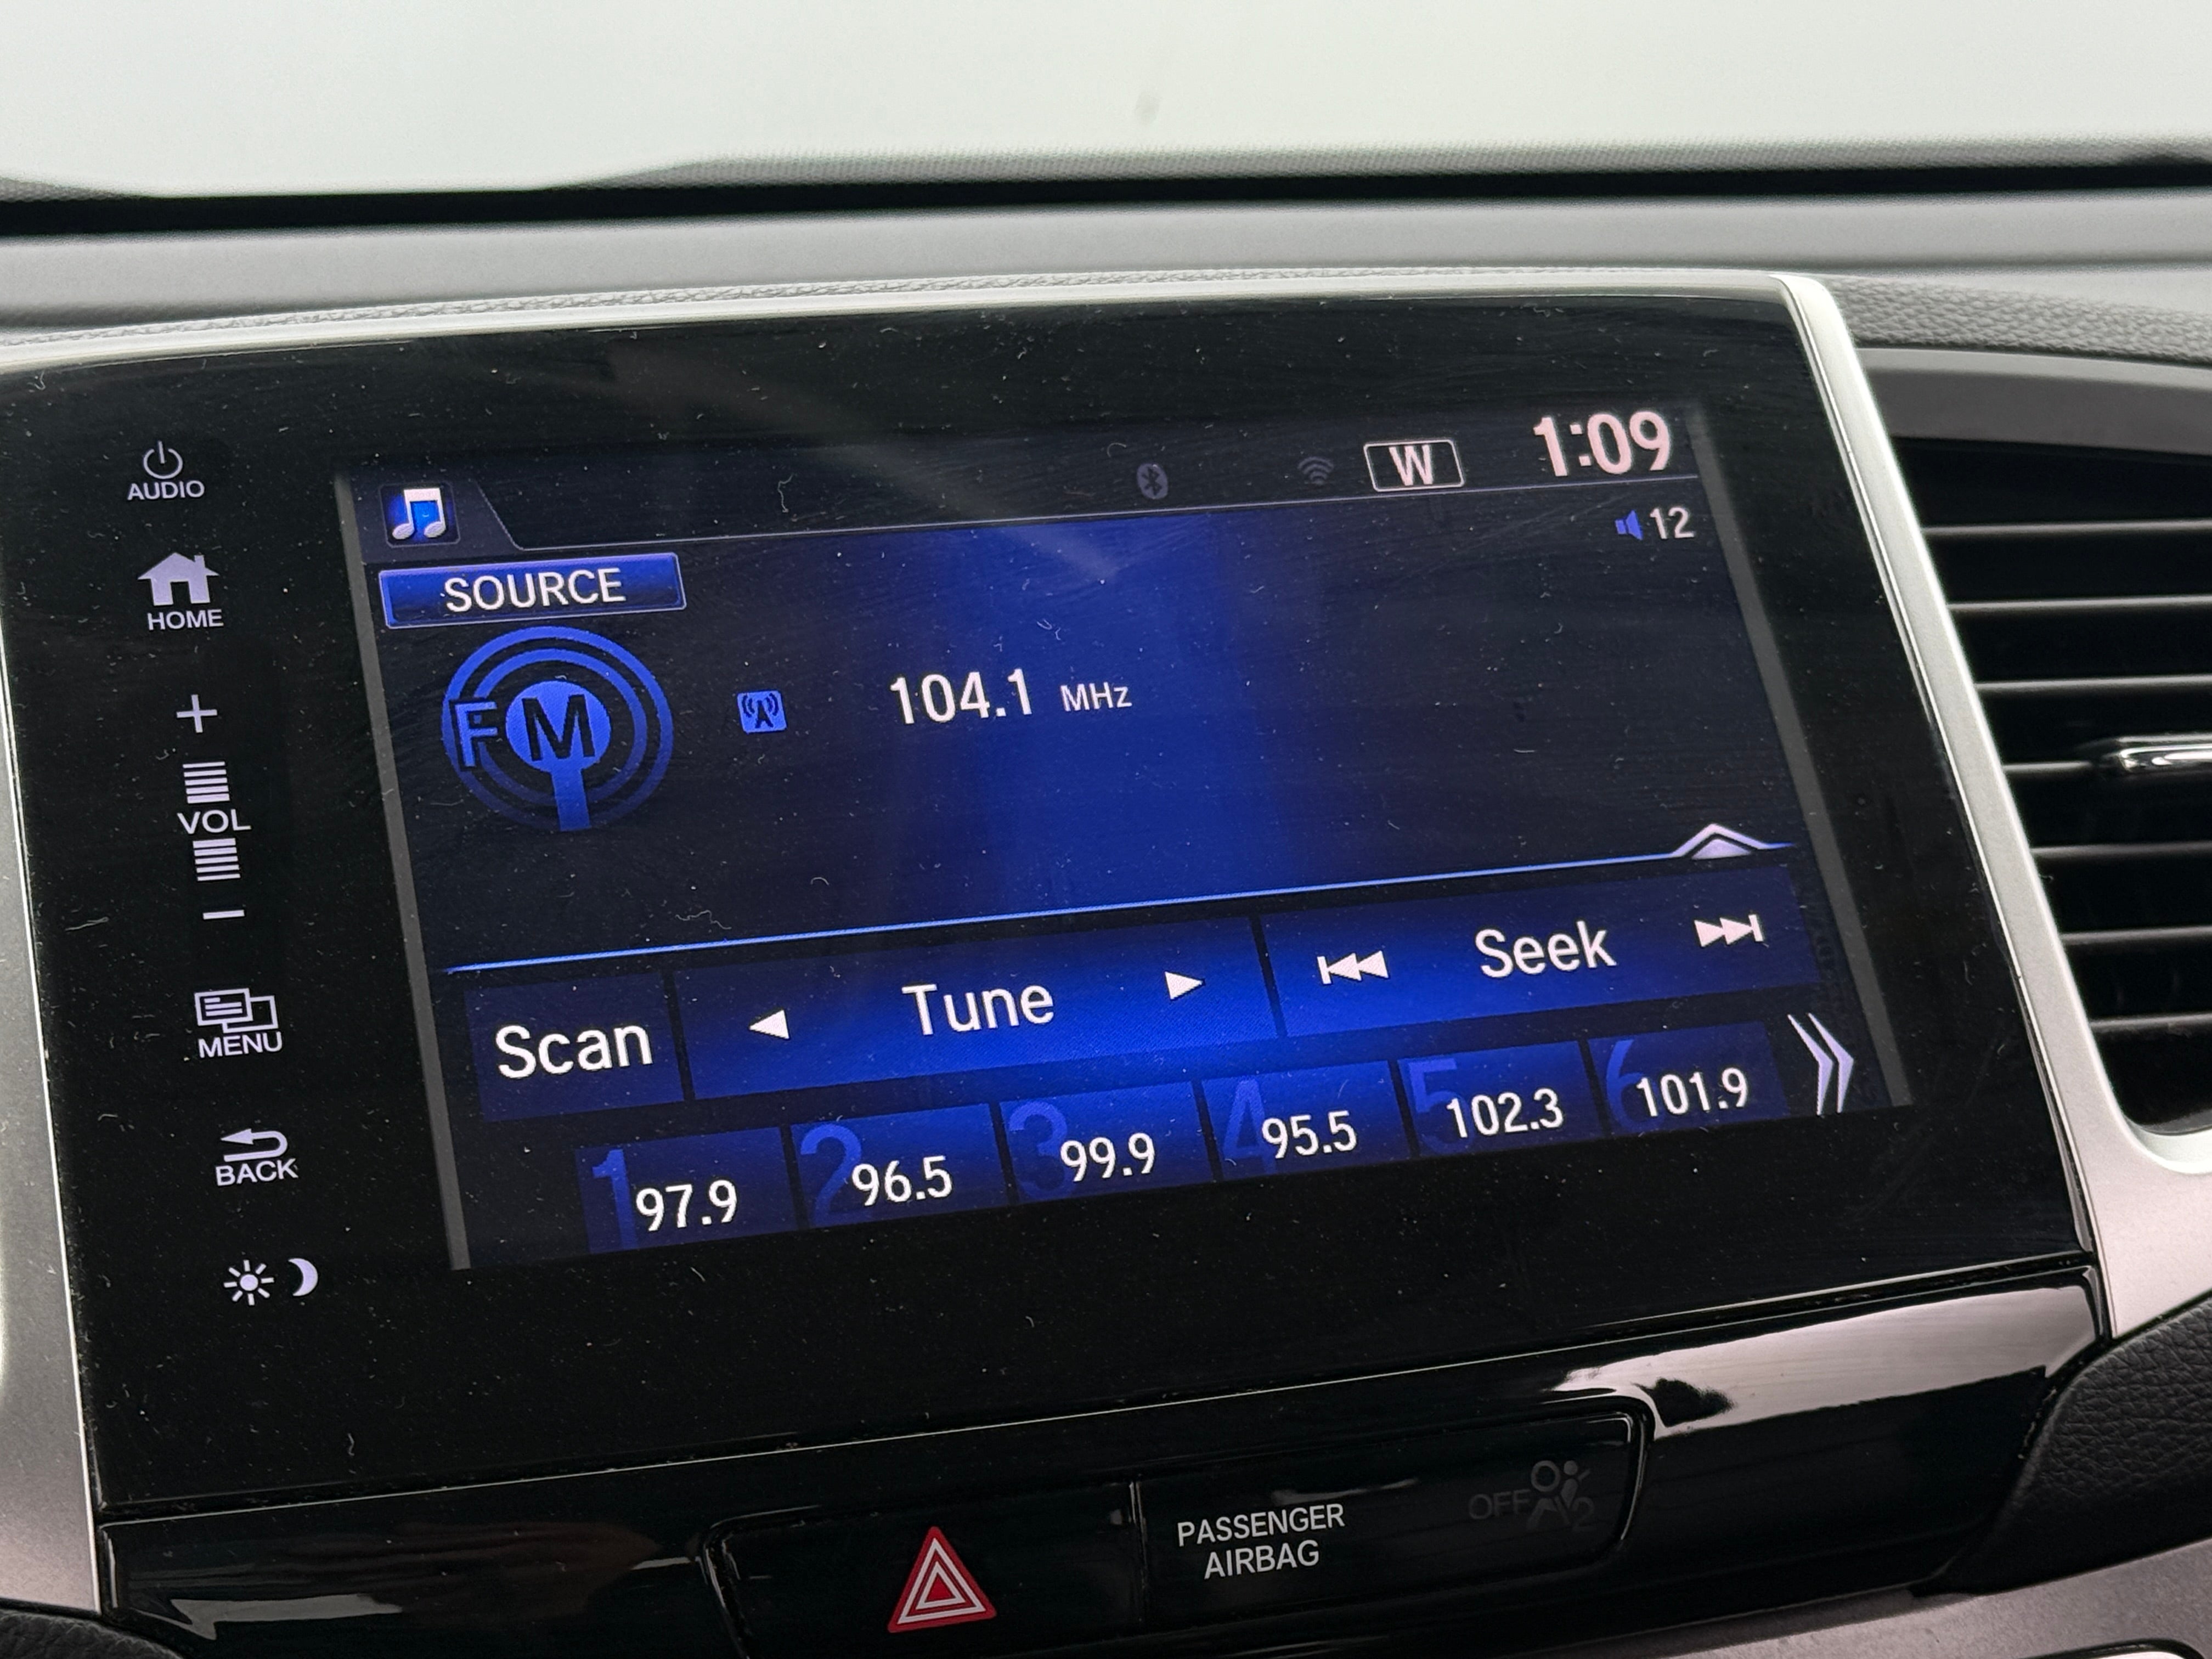 AUDIO
HOME
+
VOL
−
MENU
BACK
W 1:09
12
SOURCE
FM
104.1 MHz
Scan
Tune
Seek
1 97.9
2 96.5
3 99.9
4 95.5
5 102.3
6 101.9
PASSENGER
AIRBAG
OFF 2